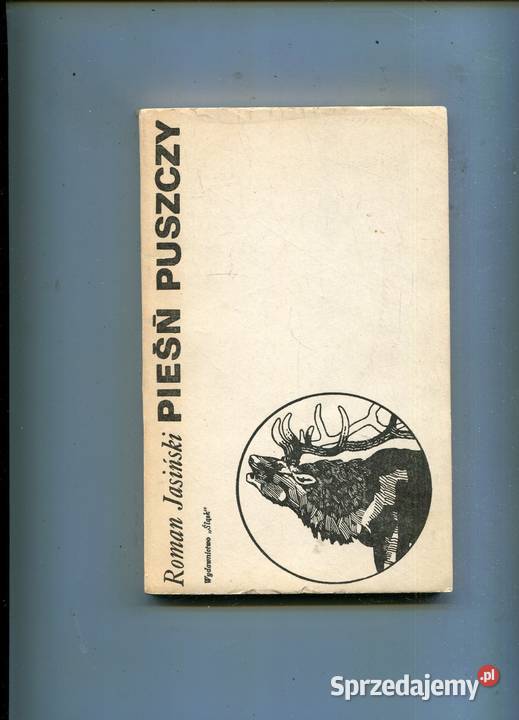 Roman Jasiński
PIEŚŃ PUSZCZY
Wydawnictwo „Śląsk"
Sprzedajemy.pl